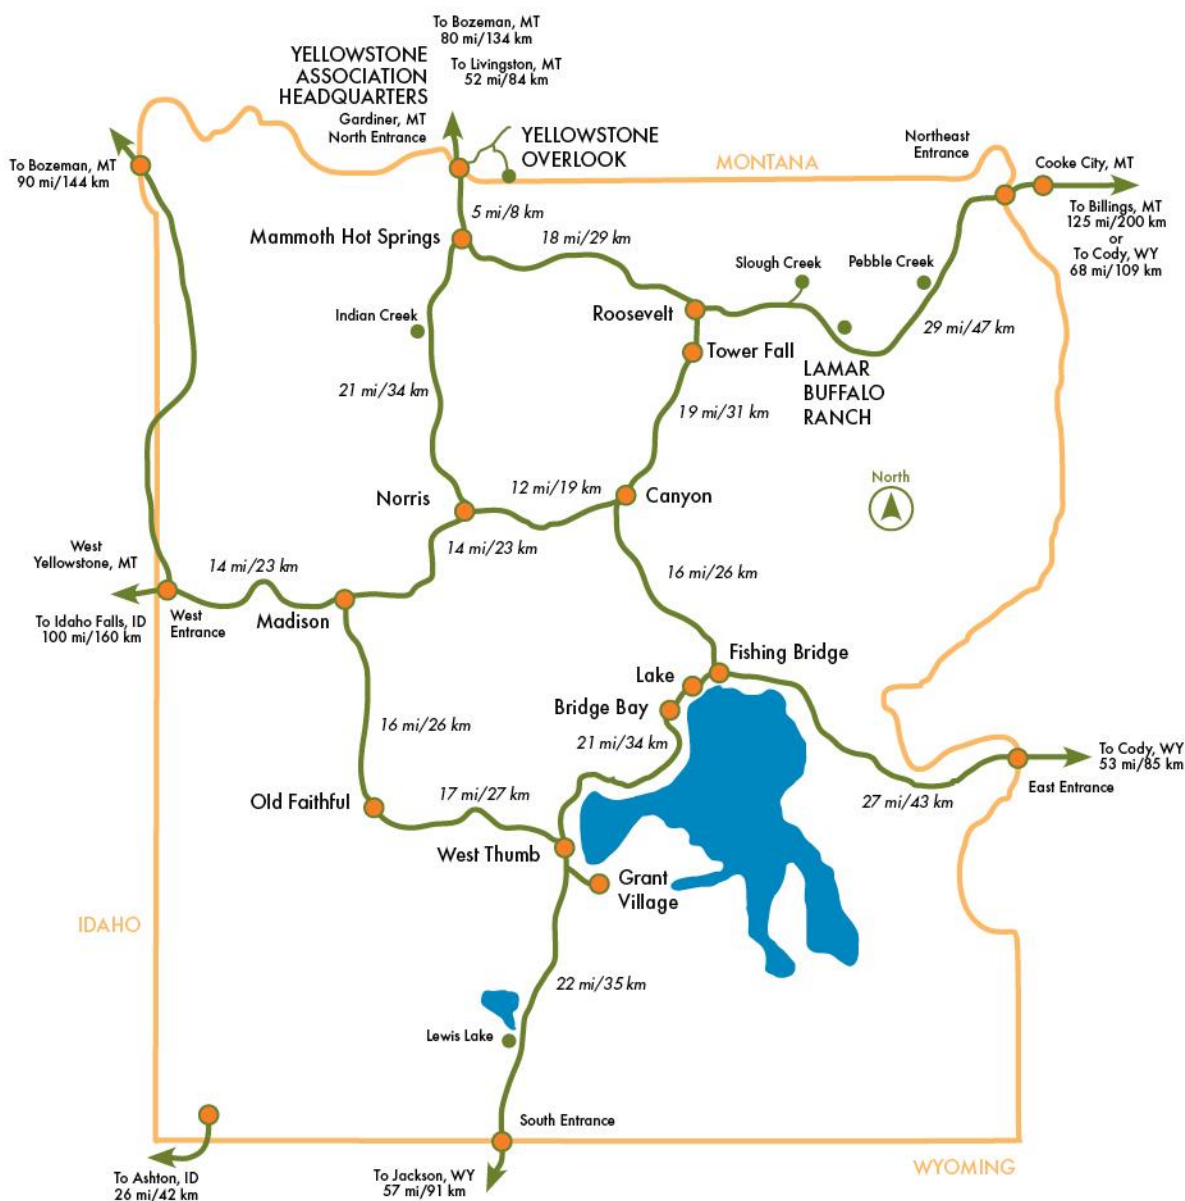 To Bozeman, MT
80 mi/134 km
To Livingston, MT
52 mi/84 km
YELLOWSTONE
ASSOCIATION
HEADQUARTERS
Gardiner, MT
North Entrance
YELLOWSTONE
OVERLOOK
MONTANA
Northeast
Entrance
Cooke City, MT
To Billings, MT
125 mi/200 km
or
To Cody, WY
68 mi/109 km
To Bozeman, MT
90 mi/144 km
5 mi/8 km
Mammoth Hot Springs
18 mi/29 km
Slough Creek
Pebble Creek
Indian Creek
Roosevelt
29 mi/47 km
Tower Fall
LAMAR
BUFFALO
RANCH
21 mi/34 km
19 mi/31 km
North
12 mi/19 km
Norris
Canyon
14 mi/23 km
West
Yellowstone, MT
14 mi/23 km
16 mi/26 km
To Idaho Falls, ID
100 mi/160 km
West
Entrance
Madison
Fishing Bridge
Lake
Bridge Bay
16 mi/26 km
21 mi/34 km
To Cody, WY
53 mi/85 km
East Entrance
27 mi/43 km
Old Faithful
17 mi/27 km
West Thumb
Grant
Village
IDAHO
22 mi/35 km
Lewis Lake
South Entrance
To Ashton, ID
26 mi/42 km
To Jackson, WY
57 mi/91 km
WYOMING